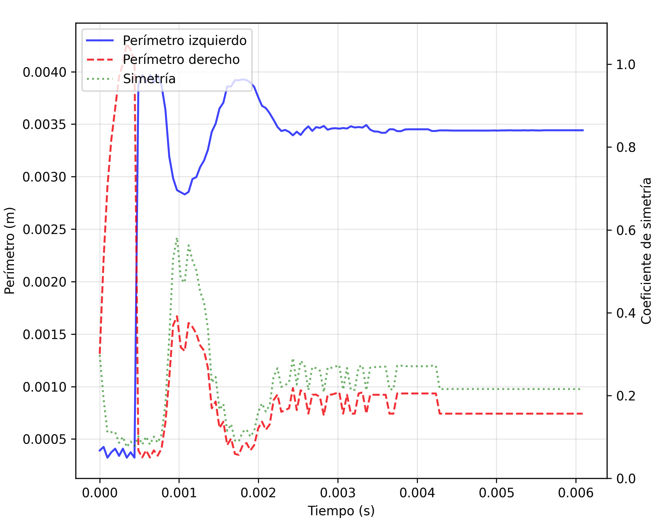 Perímetro izquierdo
Perímetro derecho
Simetría
0.0040
0.0035
0.0030
0.0025
0.0020
0.0015
0.0010
0.0005
Perímetro (m)
1.0
0.8
0.6
0.4
0.2
0.0
Coeficiente de simetría
0.000 0.001 0.002 0.003 0.004 0.005 0.006
Tiempo (s)